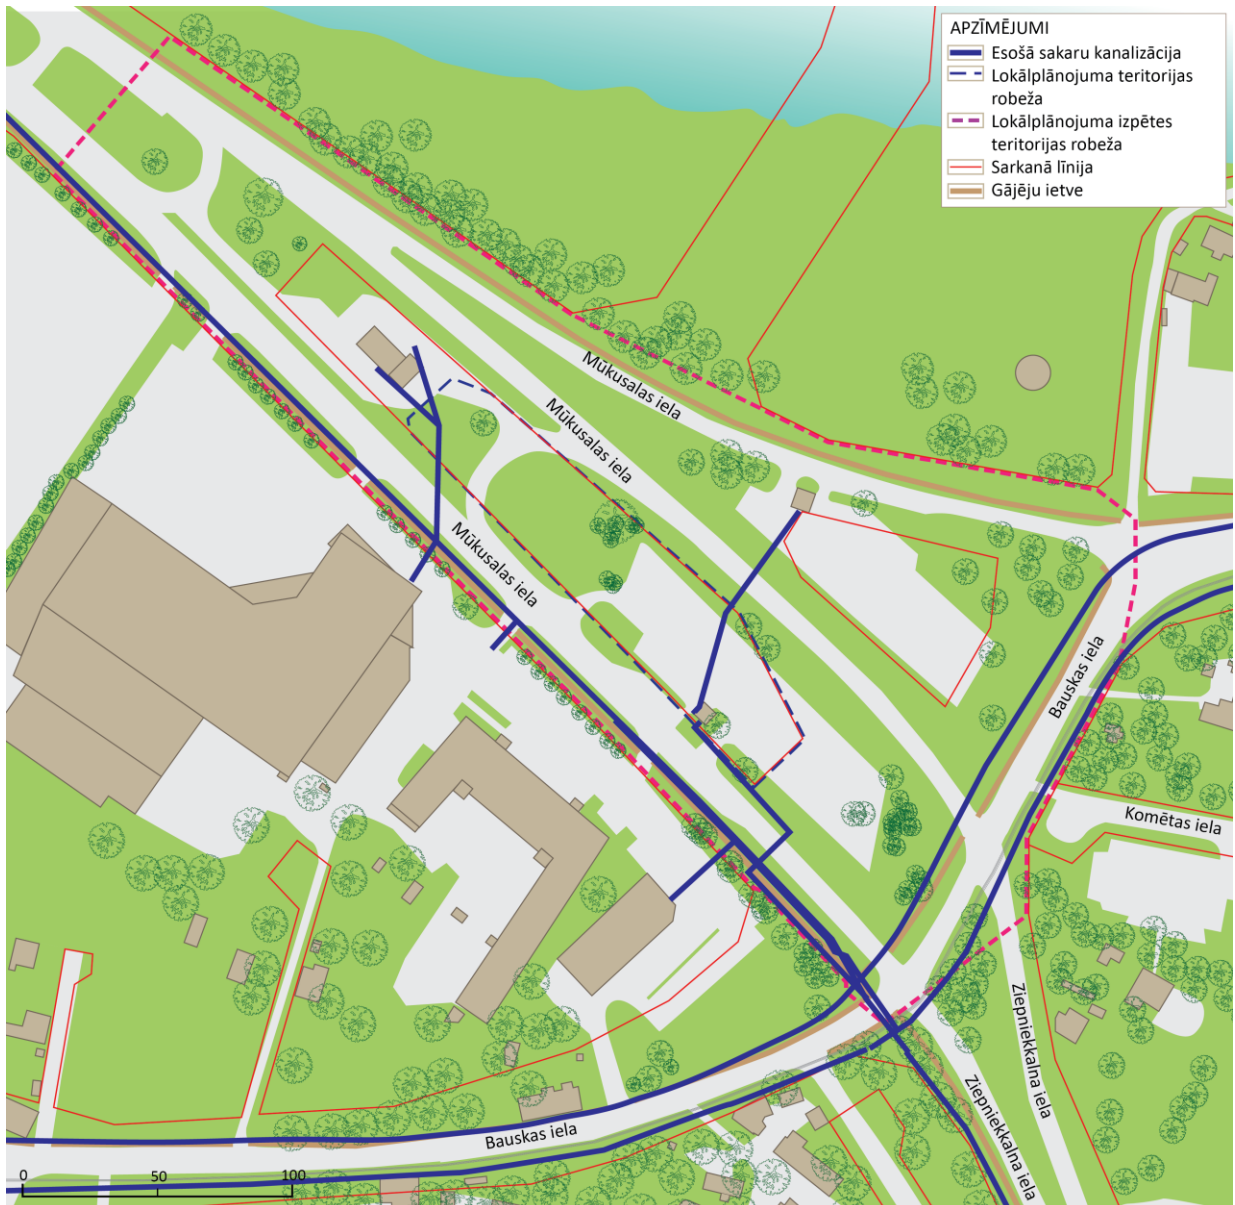 APZĪMĒJUMI
Esošā sakaru kanalizācija
Lokālplānojuma teritorijas
robeža
Lokālplānojuma izpētes
teritorijas robeža
Sarkanā līnija
Gājēju ietve
Mūkusalas iela
Mūkusalas iela
Mūkusalas iela
Bauskas iela
Komētas iela
Ziepniekkalna iela
Ziepniekkalna iela
Bauskas iela
0 50 100